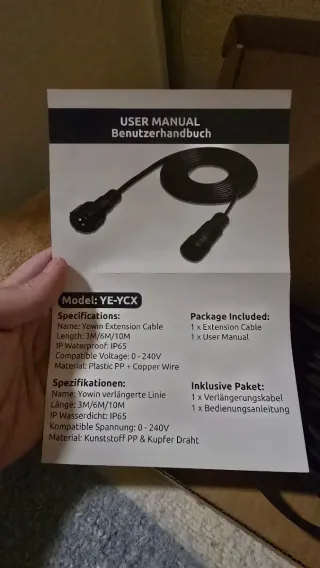 USER MANUAL
Benutzerhandbuch
Model: YE-YCX
Specifications:
Name: Yowin Extension Cable
Length: 3M/6M/10M
IP Waterproof: IP65
Compatible Voltage: 0 - 240V
Material: Plastic PP + Copper Wire
Package Included:
1 x Extension Cable
1 x User Manual
Spezifikationen:
Name: Yowin verlängerte Linie
Länge: 3M/6M/10M
IP Wasserdicht: IP65
Kompatible Spannung: 0 - 240V
Material: Kunststoff PP & Kupfer Draht
Inklusive Paket:
1 x Verlängerungskabel
1 x Bedienungsanleitung